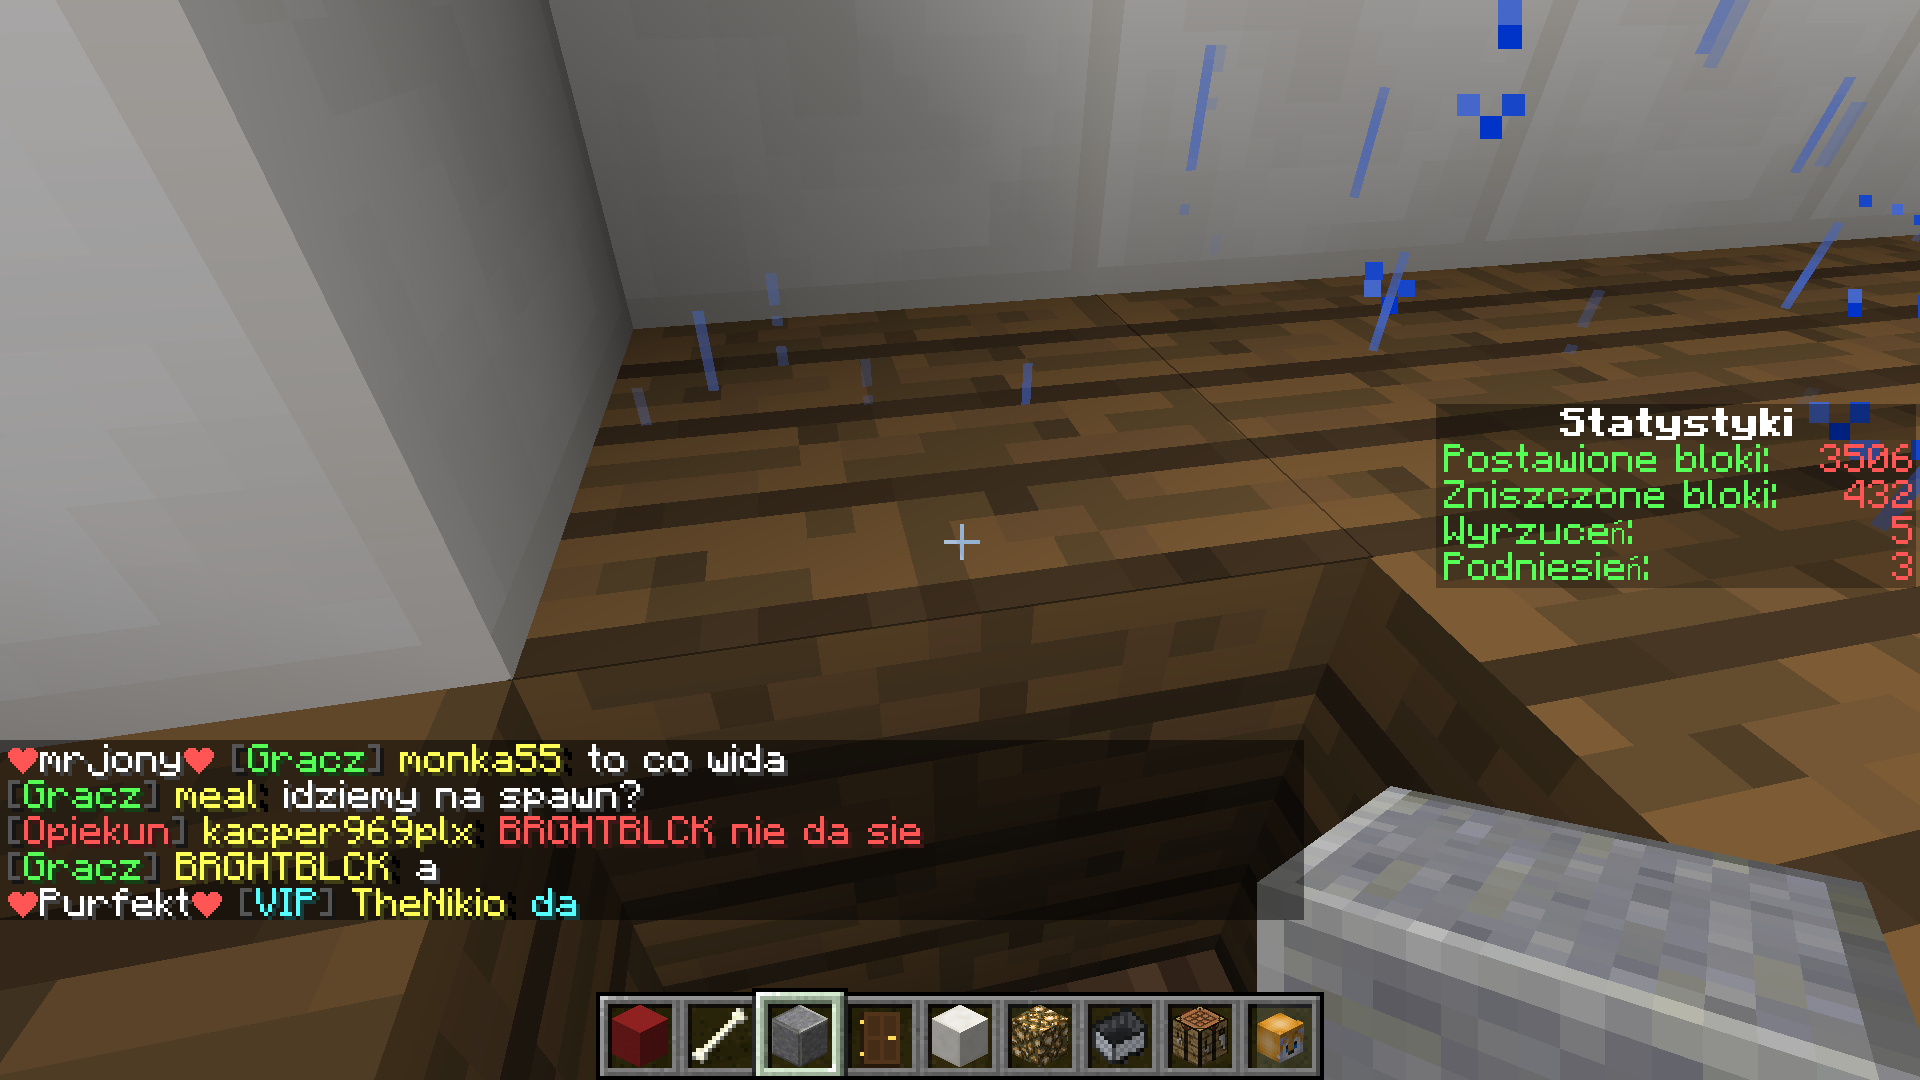 Statystyki
Postawione bloki: 3506
Zniszczone bloki: 432
Wyrzuceń: 5
Podniesień: 3
❤mrjony❤ [Gracz] monka55: to co wida
[Gracz] meal: idziemy na spawn?
[Opiekun] kacper969plx: BRGHTBLCK nie da sie
[Gracz] BRGHTBLCK: a
❤Purfekt❤ [VIP] TheNikio: da